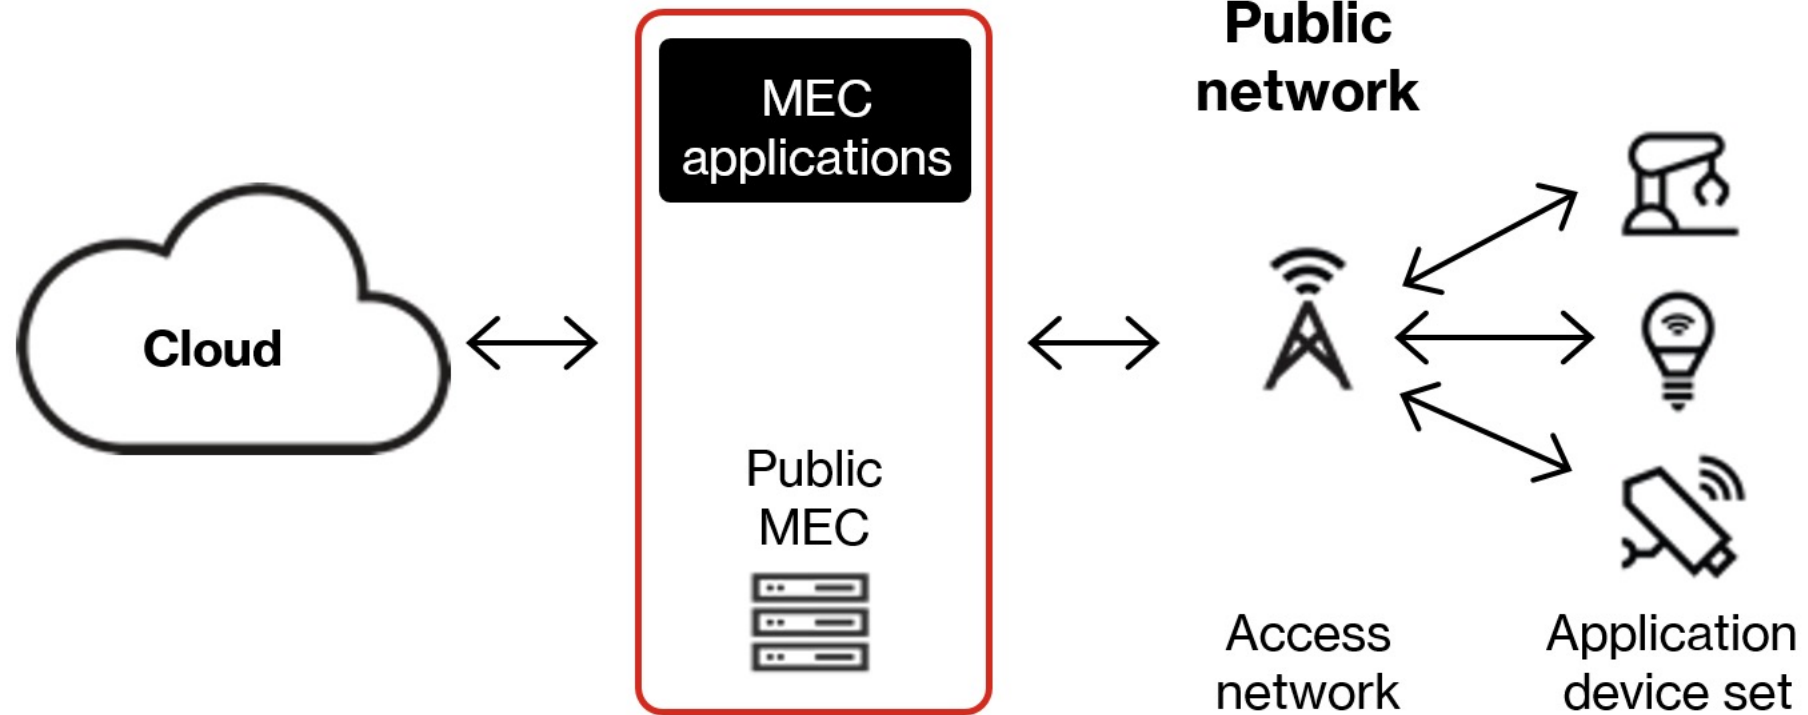 Cloud
MEC
applications
Public
MEC
Public
network
Access
network
Application
device set